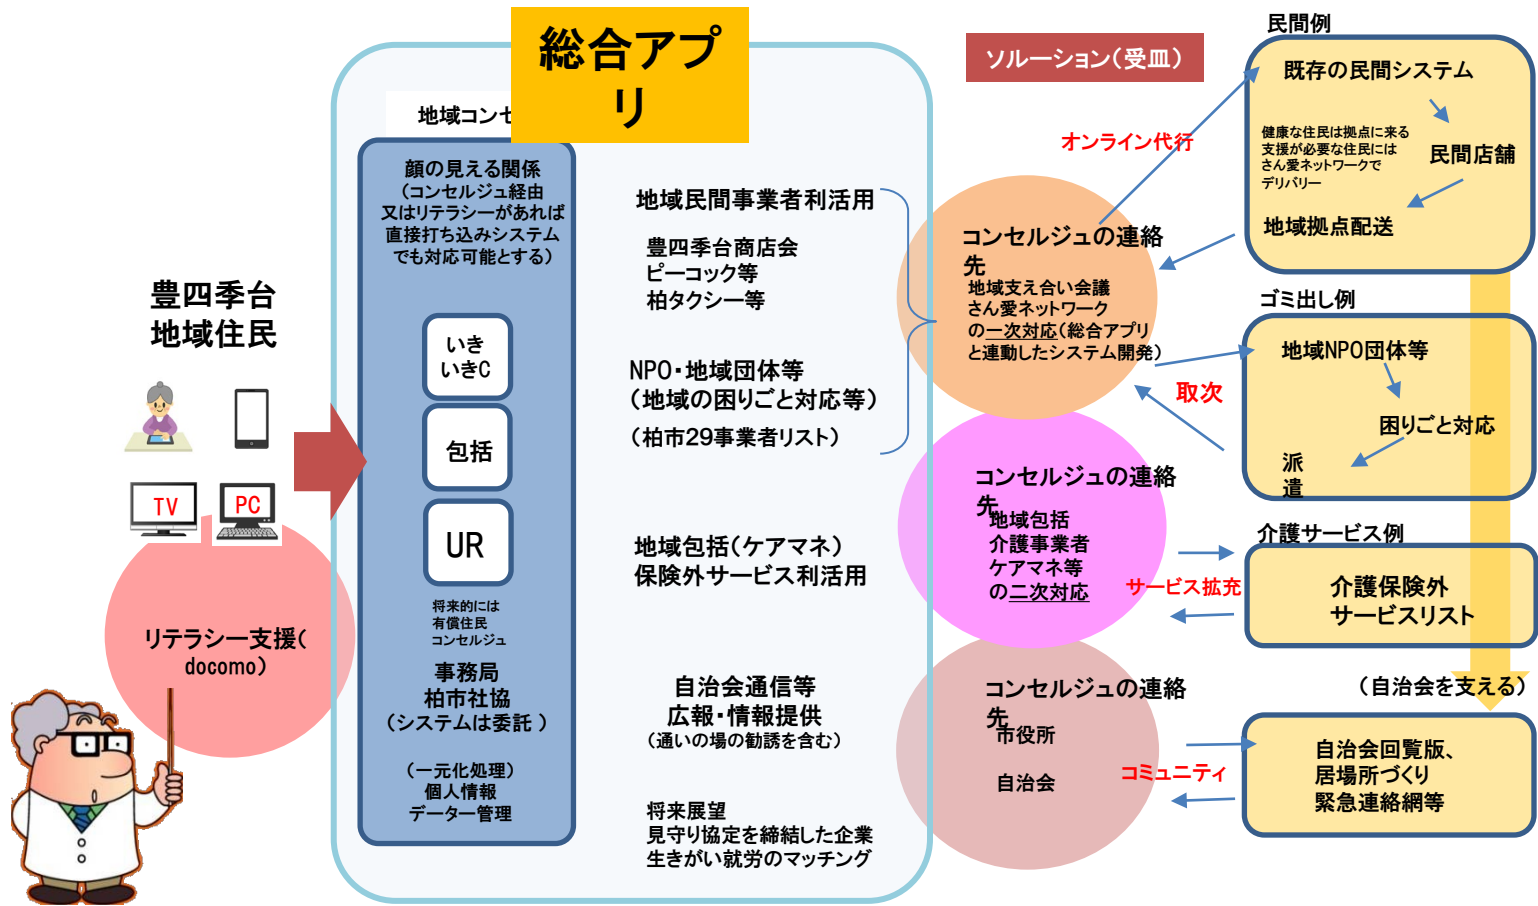 総合アプ
リ
ソルーション（受皿）
民間例
既存の民間システム
健康な住民は拠点に来る
支援が必要な住民には
さん愛ネットワークで
デリバリー
民間店舗
地域拠点配送
オンライン代行
地域コンセ
顔の見える関係
（コンセルジュ経由
又はリテラシーがあれば
直接打ち込みシステム
でも対応可能とする）
いき
いきC
包括
UR
将来的には
有償住民
コンセルジュ
事務局
柏市社協
（システムは委託 ）
（一元化処理）
個人情報
データー管理
豊四季台
地域住民
TV
PC
リテラシー支援（
docomo）
地域民間事業者利活用
豊四季台商店会
ピーコック等
柏タクシー等
NPO・地域団体等
（地域の困りごと対応等）
（柏市29事業者リスト）
地域包括（ケアマネ）
保険外サービス利活用
自治会通信等
広報・情報提供
（通いの場の勧誘を含む）
将来展望
見守り協定を締結した企業
生きがい就労のマッチング
コンセルジュの連絡
先
地域支え合い会議
さん愛ネットワーク
の一次対応（総合アプリ
と連動したシステム開発）
コンセルジュの連絡
先
地域包括
介護事業者
ケアマネ等
の二次対応
コンセルジュの連絡
先
市役所
自治会
ゴミ出し例
地域NPO団体等
困りごと対応
派
遣
取次
介護サービス例
介護保険外
サービスリスト
サービス拡充
（自治会を支える）
自治会回覧版、
居場所づくり
緊急連絡網等
コミュニティ